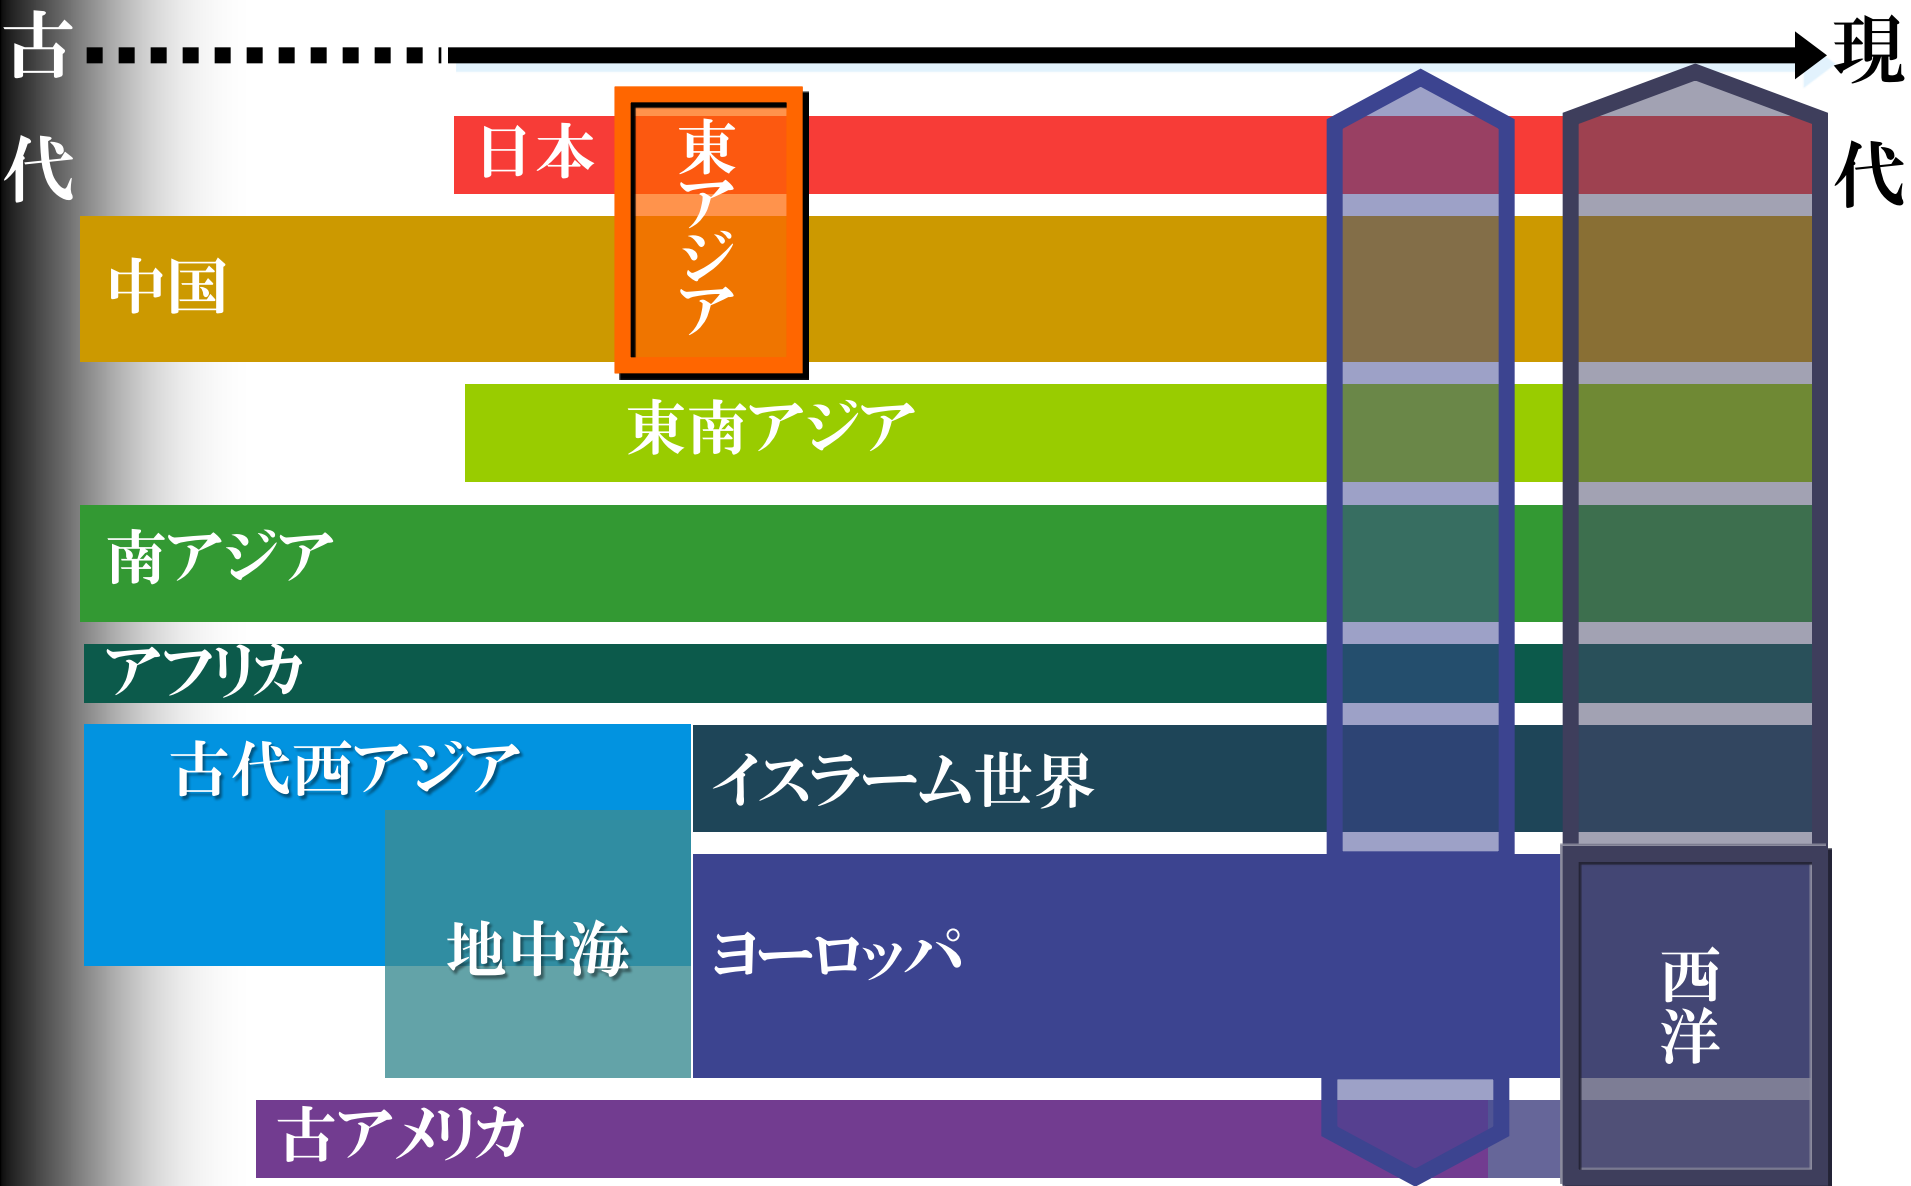 古代
現代
日本
東アジア
中国
東南アジア
南アジア
アフリカ
古代西アジア
イスラーム世界
地中海
ヨーロッパ
西洋
古アメリカ